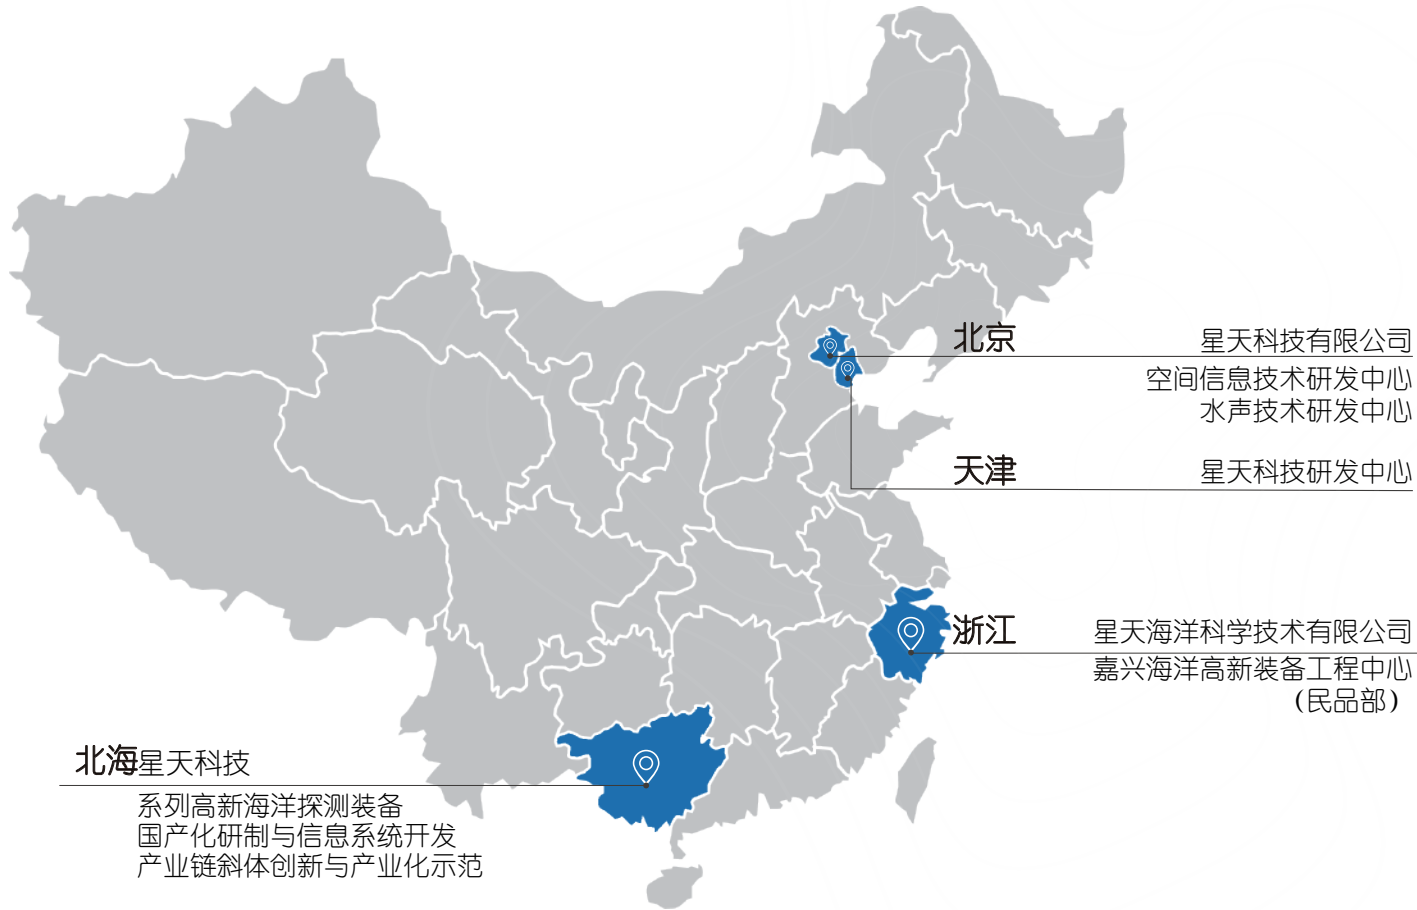 北京 星天科技有限公司
空间信息技术研发中心
水声技术研发中心
天津 星天科技研发中心
浙江 星天海洋科学技术有限公司
嘉兴海洋高新装备工程中心
(民品部)
北海星天科技
系列高新海洋探测装备
国产化研制与信息系统开发
产业链斜体创新与产业化示范